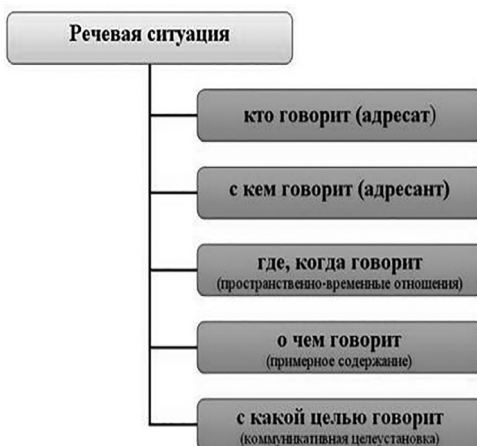 Речевая ситуация
кто говорит (адресат)
с кем говорит (адресант)
где, когда говорит
(пространственно-временные отношения)
о чем говорит
(примерное содержание)
с какой целью говорит
(коммуникативная целеустановка)